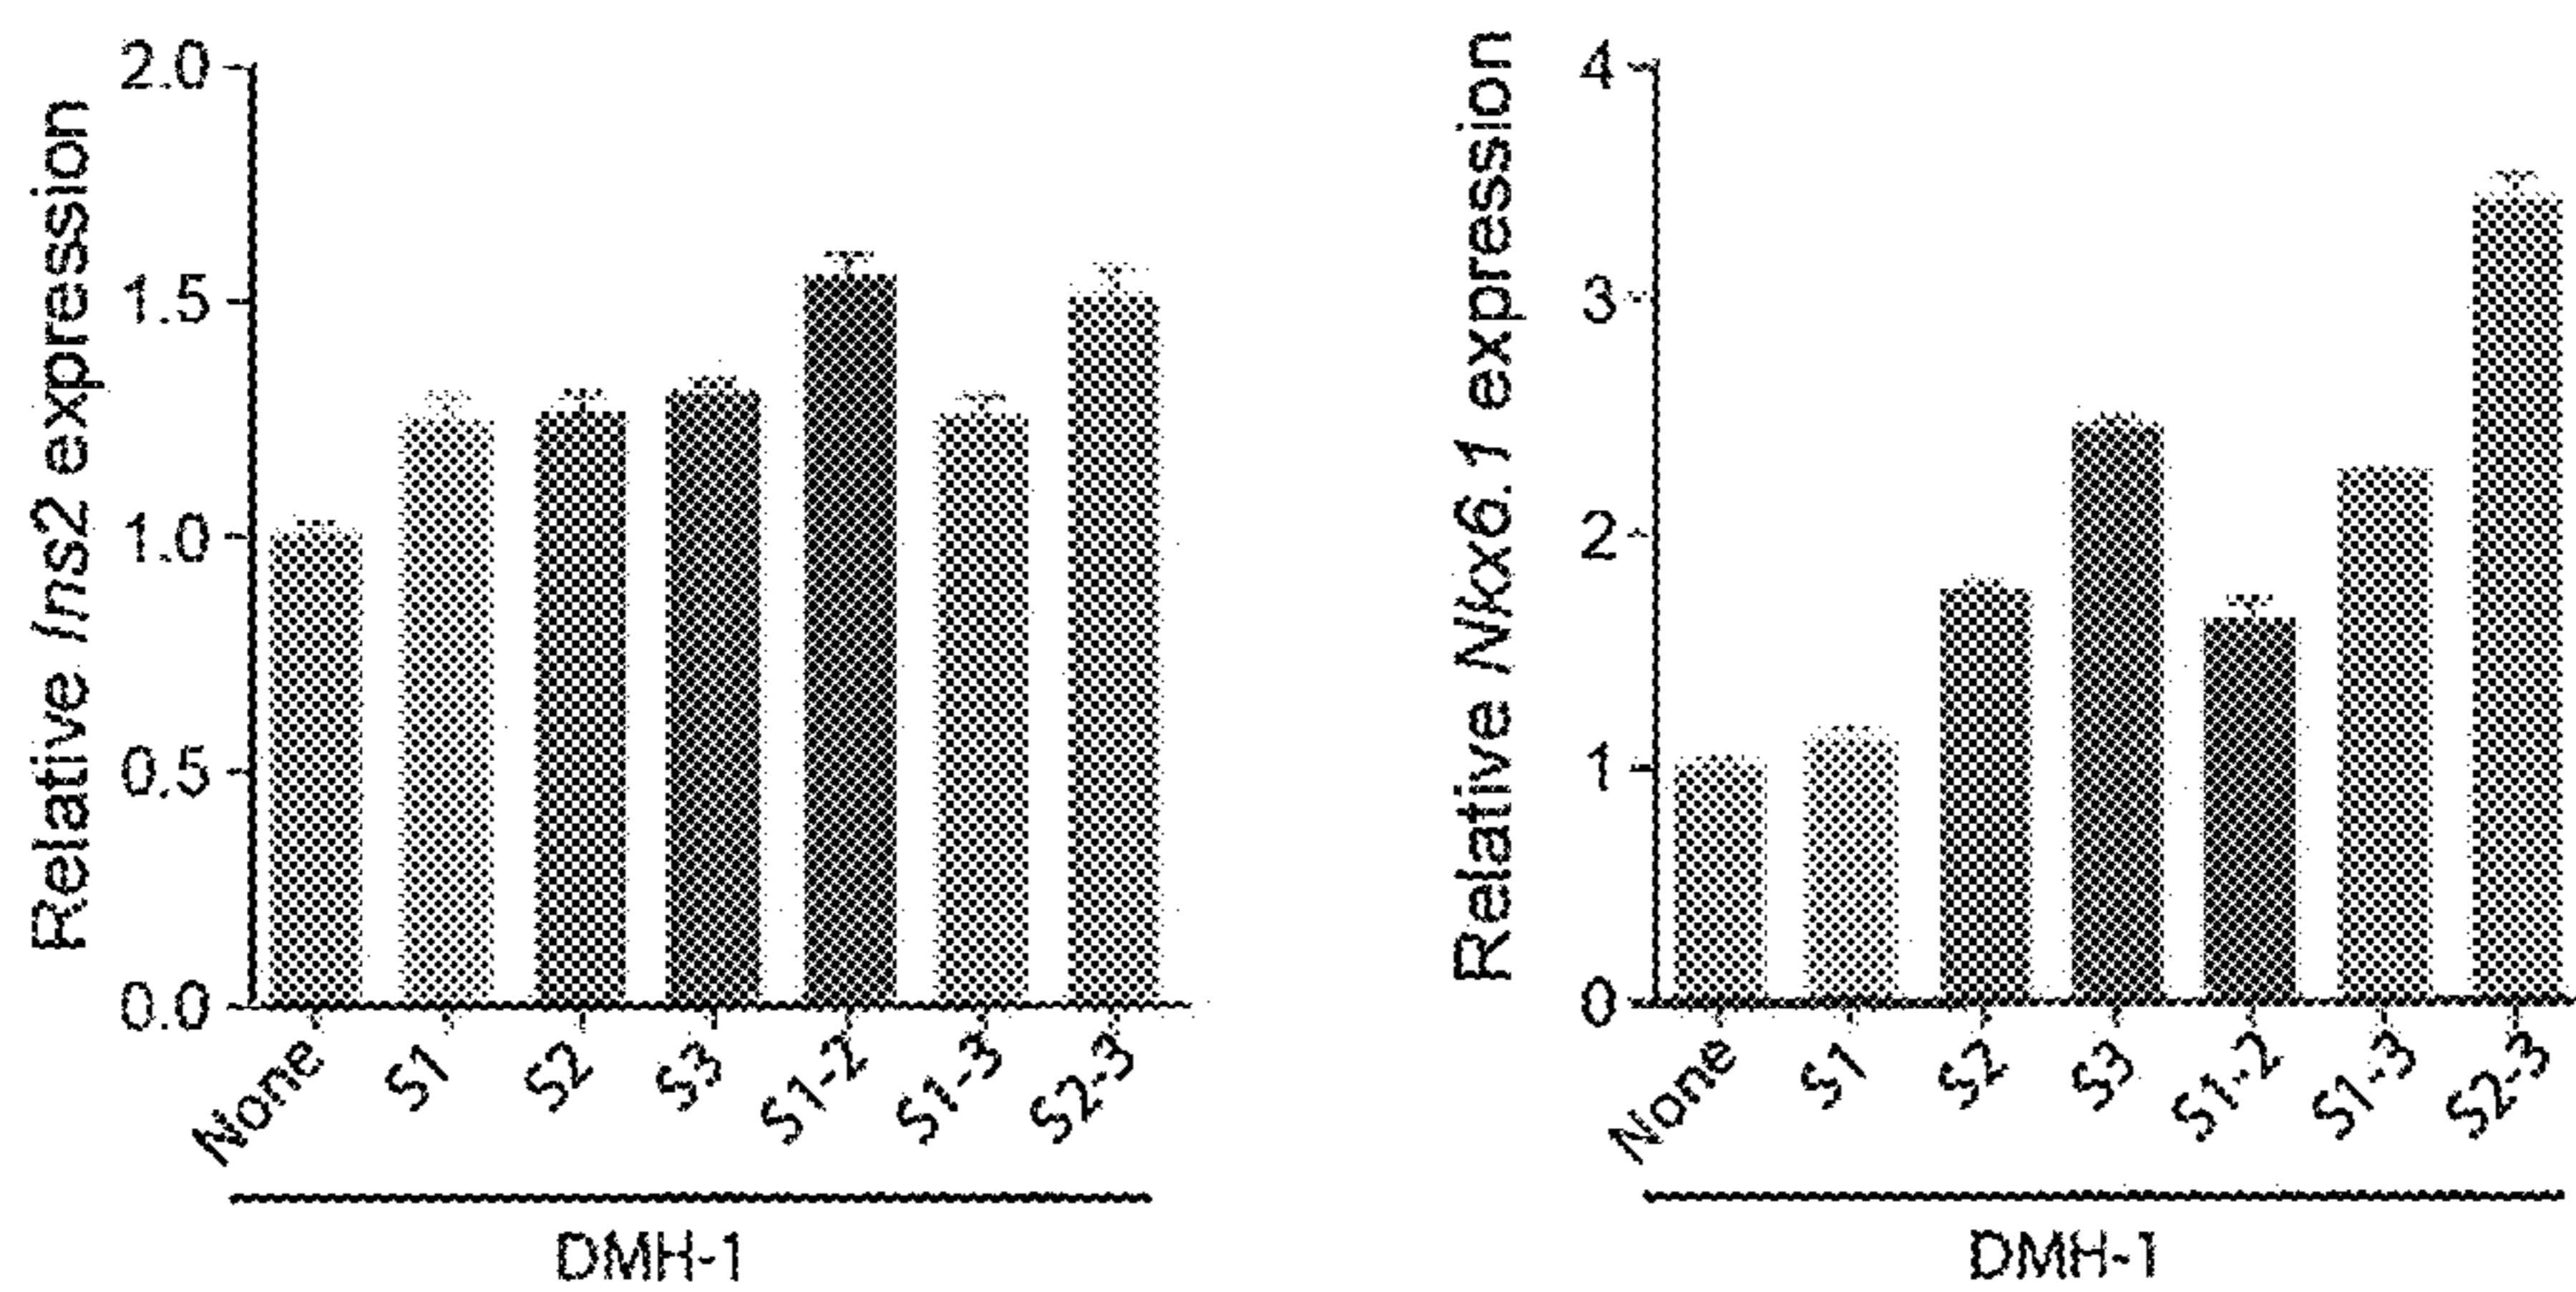 Relative Ins2 expression
2.0
1.5
1.0
0.5
0.0
None
S1
S2
S3
S1-2
S1-3
S2-3
DMH-1
Relative Nkx6.1 expression
4
3
2
1
0
None
S1
S2
S3
S1-2
S1-3
S2-3
DMH-1